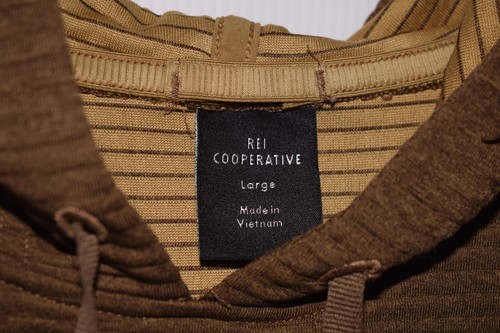 REI
COOPERATIVE
Large
Made in
Vietnam